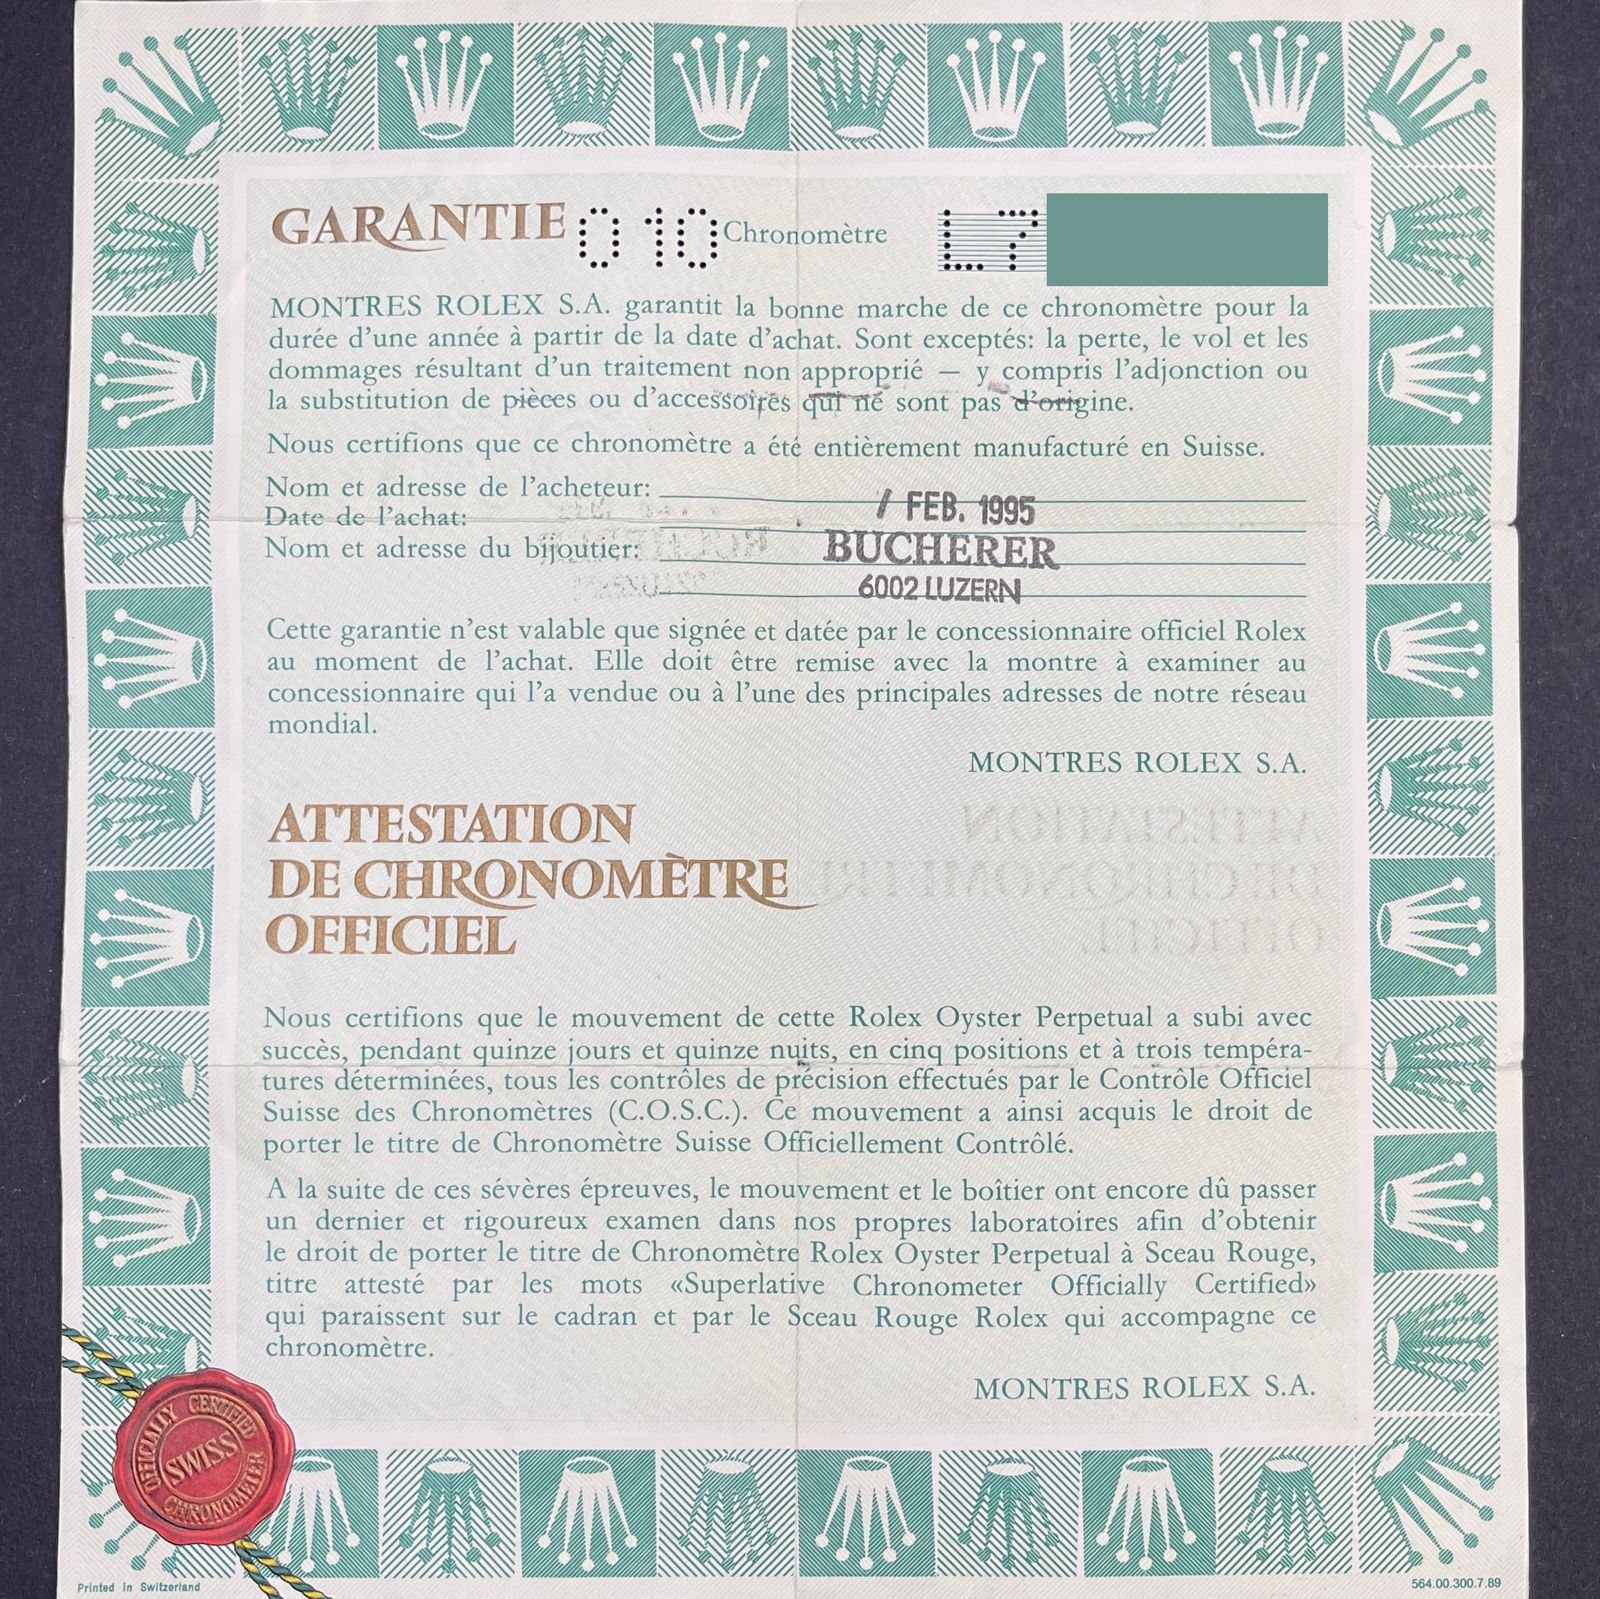 GARANTIE 010 Chronomètre L7
MONTRES ROLEX S.A. garantit la bonne marche de ce chronomètre pour la
durée d'une année à partir de la date d'achat. Sont exceptés: la perte, le vol et les
dommages résultant d'un traitement non approprié — y compris l'adjonction ou
la substitution de pièces ou d'accessoires qui ne sont pas d'origine.
Nous certifions que ce chronomètre a été entièrement manufacturé en Suisse.
Nom et adresse de l'acheteur:
Date de l'achat: / FEB. 1995
Nom et adresse du bijoutier: BUCHERER
6002 LUZERN
Cette garantie n'est valable que signée et datée par le concessionnaire officiel Rolex
au moment de l'achat. Elle doit être remise avec la montre à examiner au
concessionnaire qui l'a vendue ou à l'une des principales adresses de notre réseau
mondial.
MONTRES ROLEX S.A.
ATTESTATION
DE CHRONOMÈTRE
OFFICIEL
Nous certifions que le mouvement de cette Rolex Oyster Perpetual a subi avec
succès, pendant quinze jours et quinze nuits, en cinq positions et à trois tempéra-
tures déterminées, tous les contrôles de précision effectués par le Contrôle Officiel
Suisse des Chronomètres (C.O.S.C.). Ce mouvement a ainsi acquis le droit de
porter le titre de Chronomètre Suisse Officiellement Contrôlé.
A la suite de ces sévères épreuves, le mouvement et le boîtier ont encore dû passer
un dernier et rigoureux examen dans nos propres laboratoires afin d'obtenir
le droit de porter le titre de Chronomètre Rolex Oyster Perpetual à Sceau Rouge,
titre attesté par les mots «Superlative Chronometer Officially Certified»
qui paraissent sur le cadran et par le Sceau Rouge Rolex qui accompagne ce
chronomètre.
MONTRES ROLEX S.A.
OFFICIALLY CERTIFIED
SWISS
CHRONOMETER
Printed in Switzerland
564.00.300.7.89